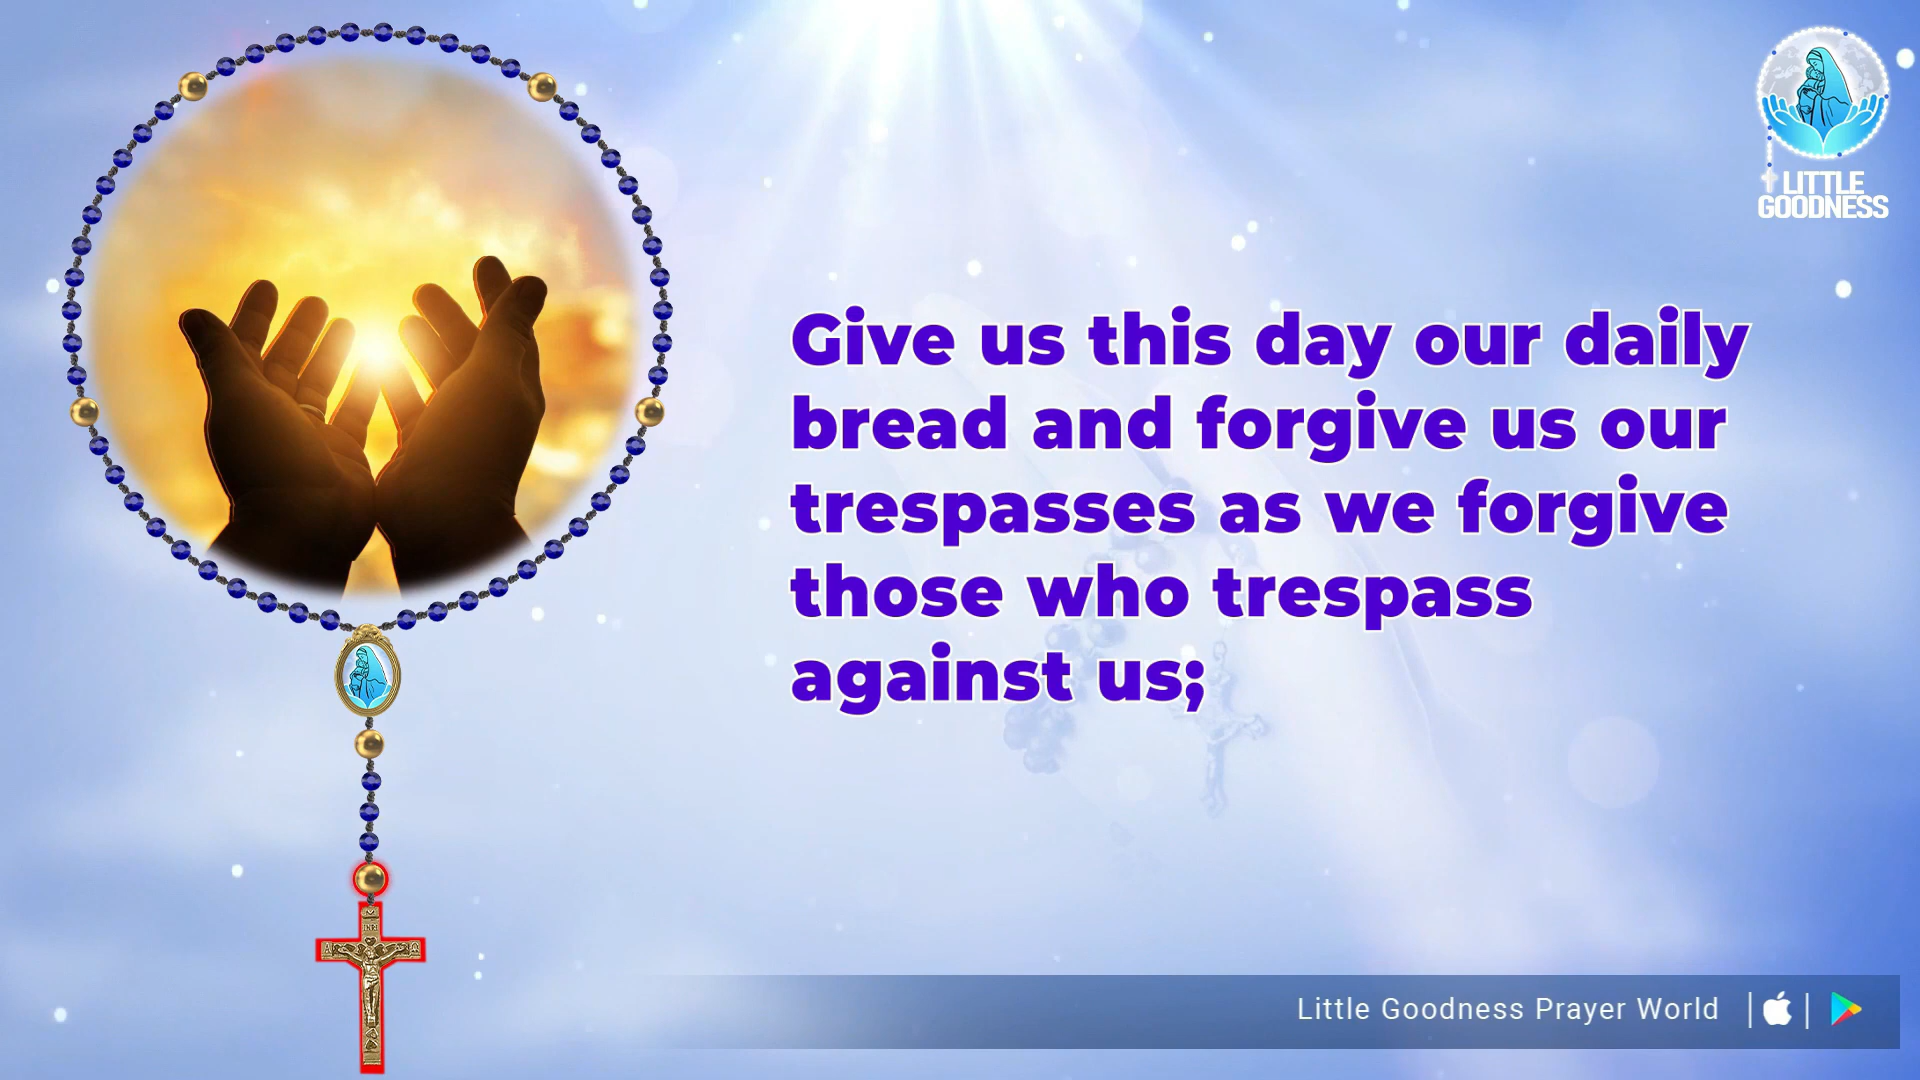 LITTLE
GOODNESS
Give us this day our daily
bread and forgive us our
trespasses as we forgive
those who trespass
against us;
INRI
Little Goodness Prayer World